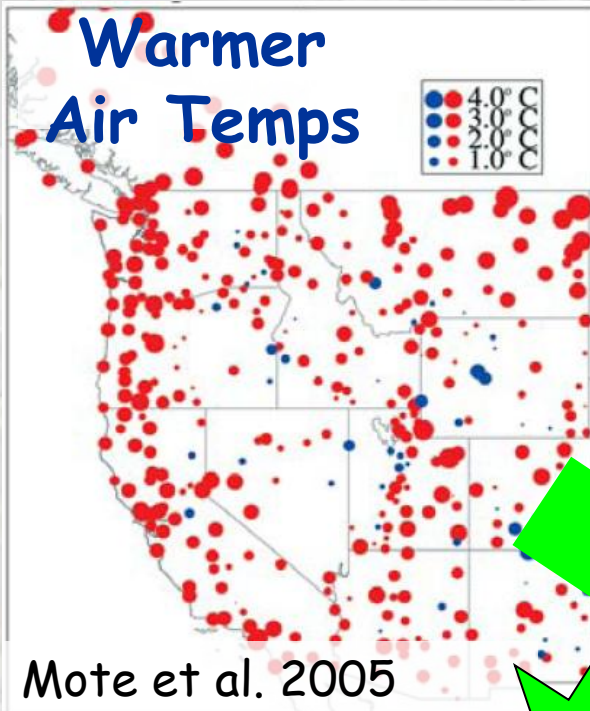 Warmer
Air Temps
4.0° C
3.0° C
2.0° C
1.0° C
Mote et al. 2005